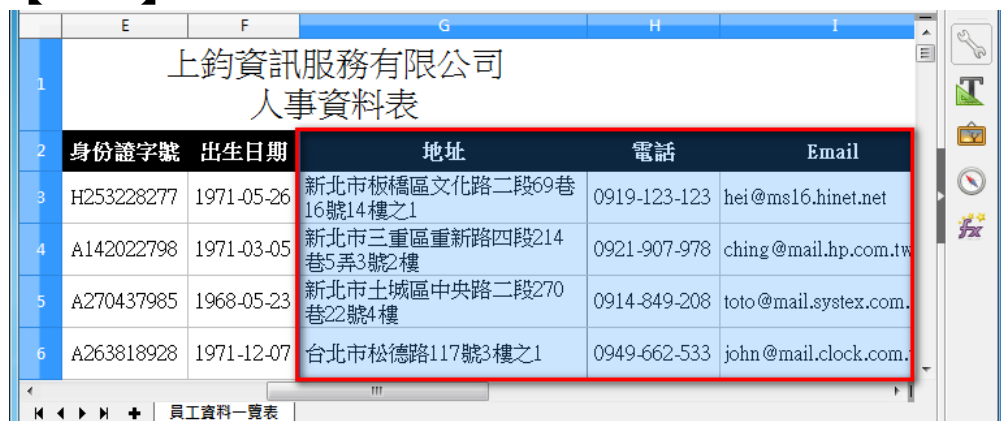 E F G H I
1 上鈞資訊服務有限公司
人事資料表
2 身份證字號 出生日期 地址 電話 Email
3 H253228277 1971-05-26 新北市板橋區文化路二段69巷 0919-123-123 hei@ms16.hinet.net
16號14樓之1
4 A142022798 1971-03-05 新北市三重區重新路四段214 0921-907-978 ching@mail.hp.com.tw
巷5弄3號2樓
5 A270437985 1968-05-23 新北市土城區中央路二段270 0914-849-208 toto@mail.systex.com.
巷22號4樓
6 A263818928 1971-12-07 台北市松德路117號3樓之1 0949-662-533 john@mail.clock.com.
員工資料一覽表